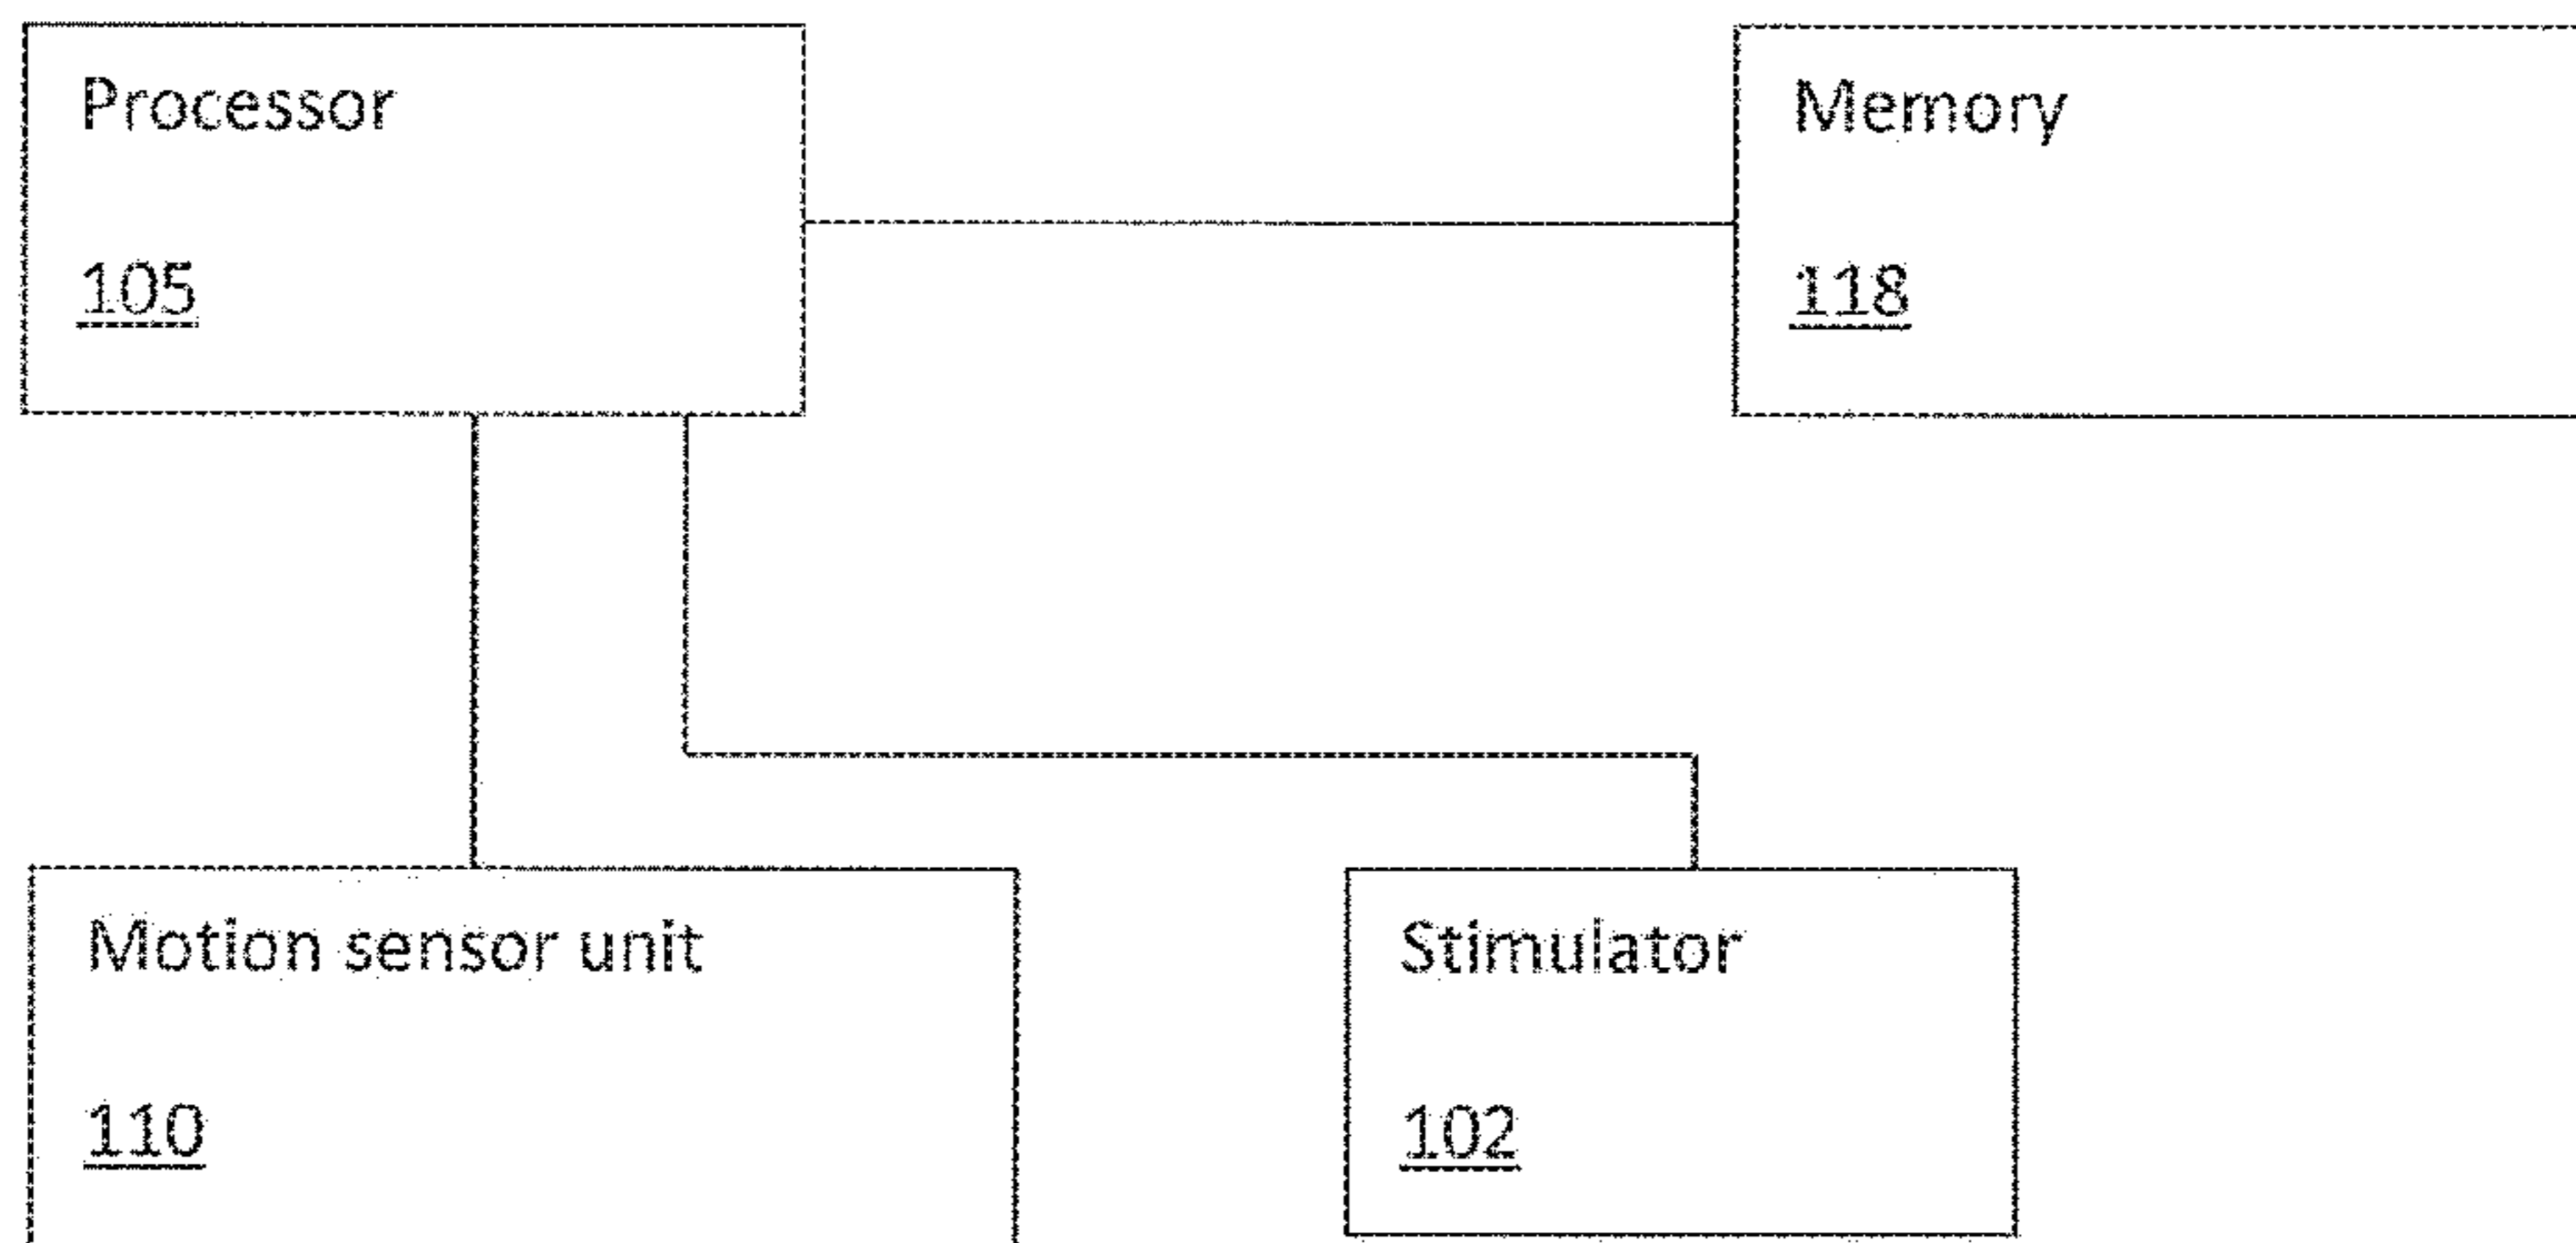 Processor
105
Memory
118
Motion sensor unit
110
Stimulator
102